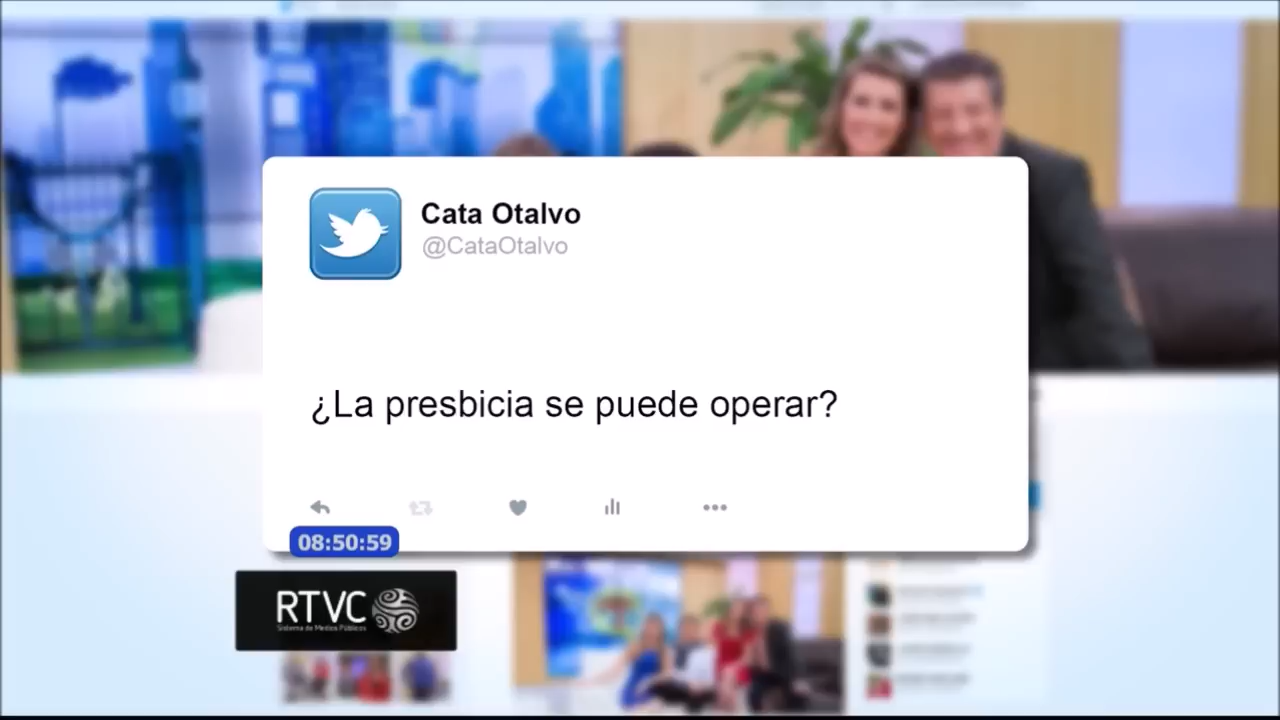 Cata Otalvo
@CataOtalvo
¿La presbicia se puede operar?
08:50:59
RTVC
Sistema de Medios Públicos